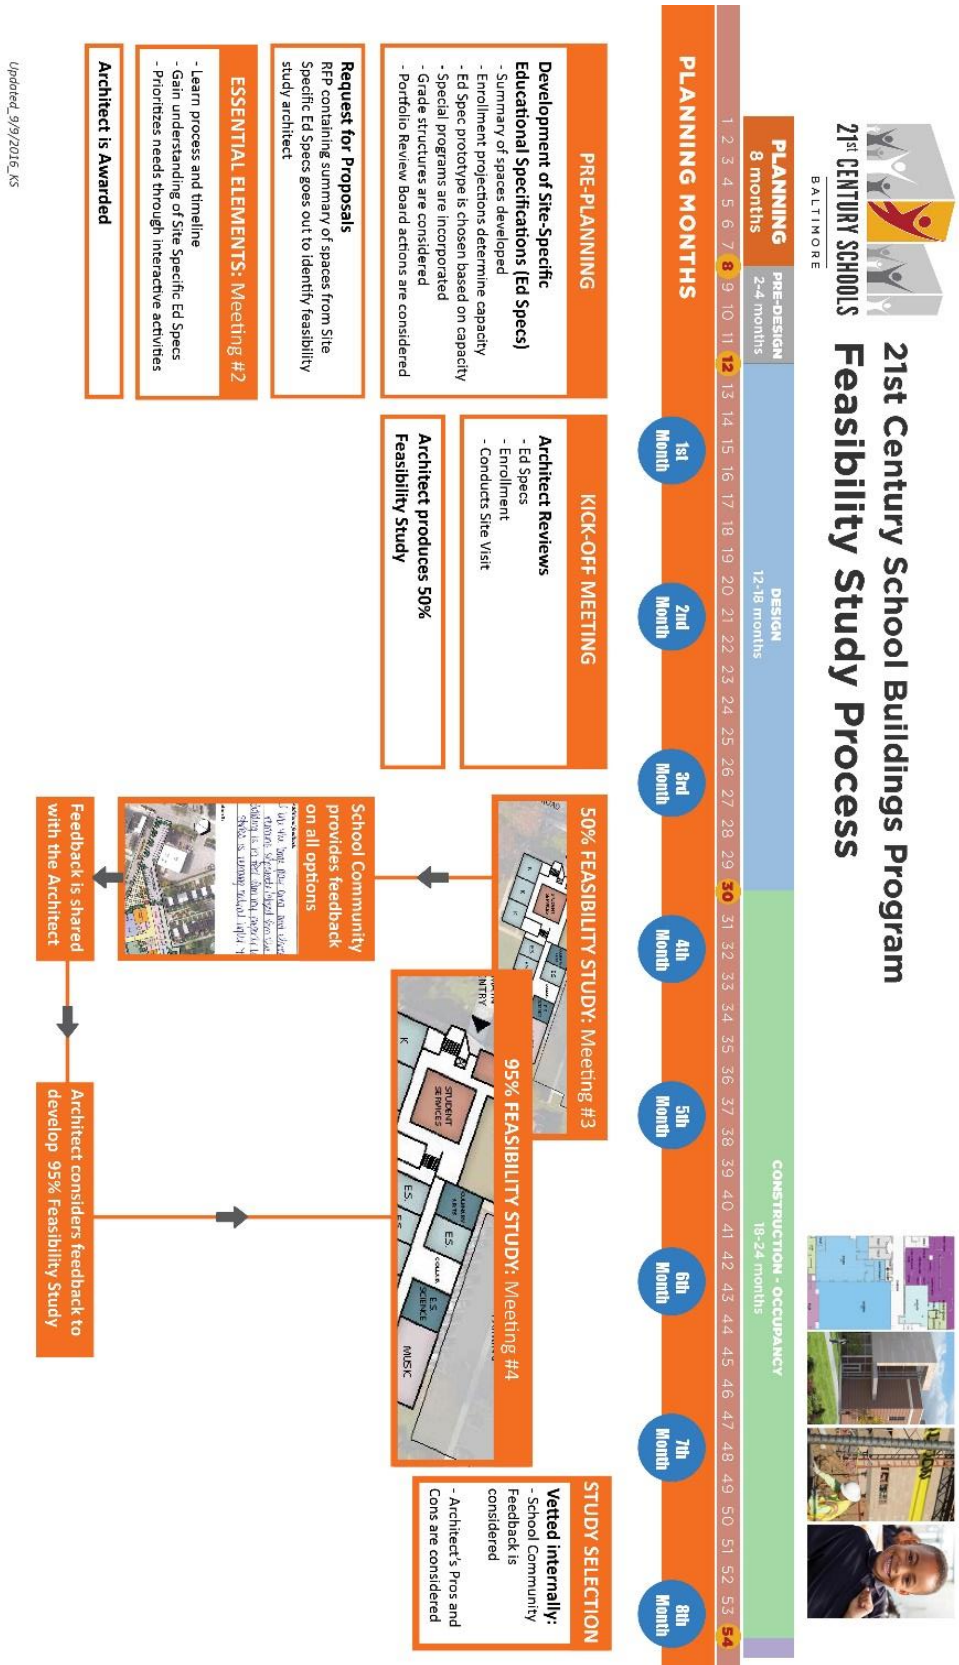 21st CENTURY SCHOOLS
BALTIMORE
21st Century School Buildings Program
Feasibility Study Process
PLANNING
8 months
PRE-DESIGN
2-4 months
DESIGN
12-18 months
CONSTRUCTION - OCCUPANCY
18-24 months
1 2 3 4 5 6 7 8 9 10 11 12 13 14 15 16 17 18 19 20 21 22 23 24 25 26 27 28 29 30 31 32 33 34 35 36 37 38 39 40 41 42 43 44 45 46 47 48 49 50 51 52 53 54
PLANNING MONTHS
1st
Month
2nd
Month
3rd
Month
4th
Month
5th
Month
6th
Month
7th
Month
8th
Month
PRE-PLANNING
Development of Site-Specific
Educational Specifications (Ed Specs)
- Summary of spaces developed
- Enrollment projections determine capacity
- Ed Spec prototype is chosen based on capacity
- Special programs are incorporated
- Grade structures are considered
- Portfolio Review Board actions are considered
Request for Proposals
RFP containing summary of spaces from Site
Specific Ed Specs goes out to identify feasibility
study architect
ESSENTIAL ELEMENTS: Meeting #2
- Learn process and timeline
- Gain understanding of Site Specific Ed Specs
- Prioritizes needs through interactive activities
Architect is Awarded
KICK-OFF MEETING
Architect Reviews
- Ed Specs
- Enrollment
- Conducts Site Visit
Architect produces 50%
Feasibility Study
50% FEASIBILITY STUDY: Meeting #3
School Community
provides feedback
on all options
Feedback is shared
with the Architect
Architect considers feedback to
develop 95% Feasibility Study
95% FEASIBILITY STUDY: Meeting #4
NTRY
K
STUDENT
SERVICES
E.S.
E.S.
COLLAB.
E.S.
SCIENCE
MUSIC
STUDY SELECTION
Vetted internally:
- School Community
Feedback is
considered
- Architect's Pros and
Cons are considered
Updated_9/9/2016_KS